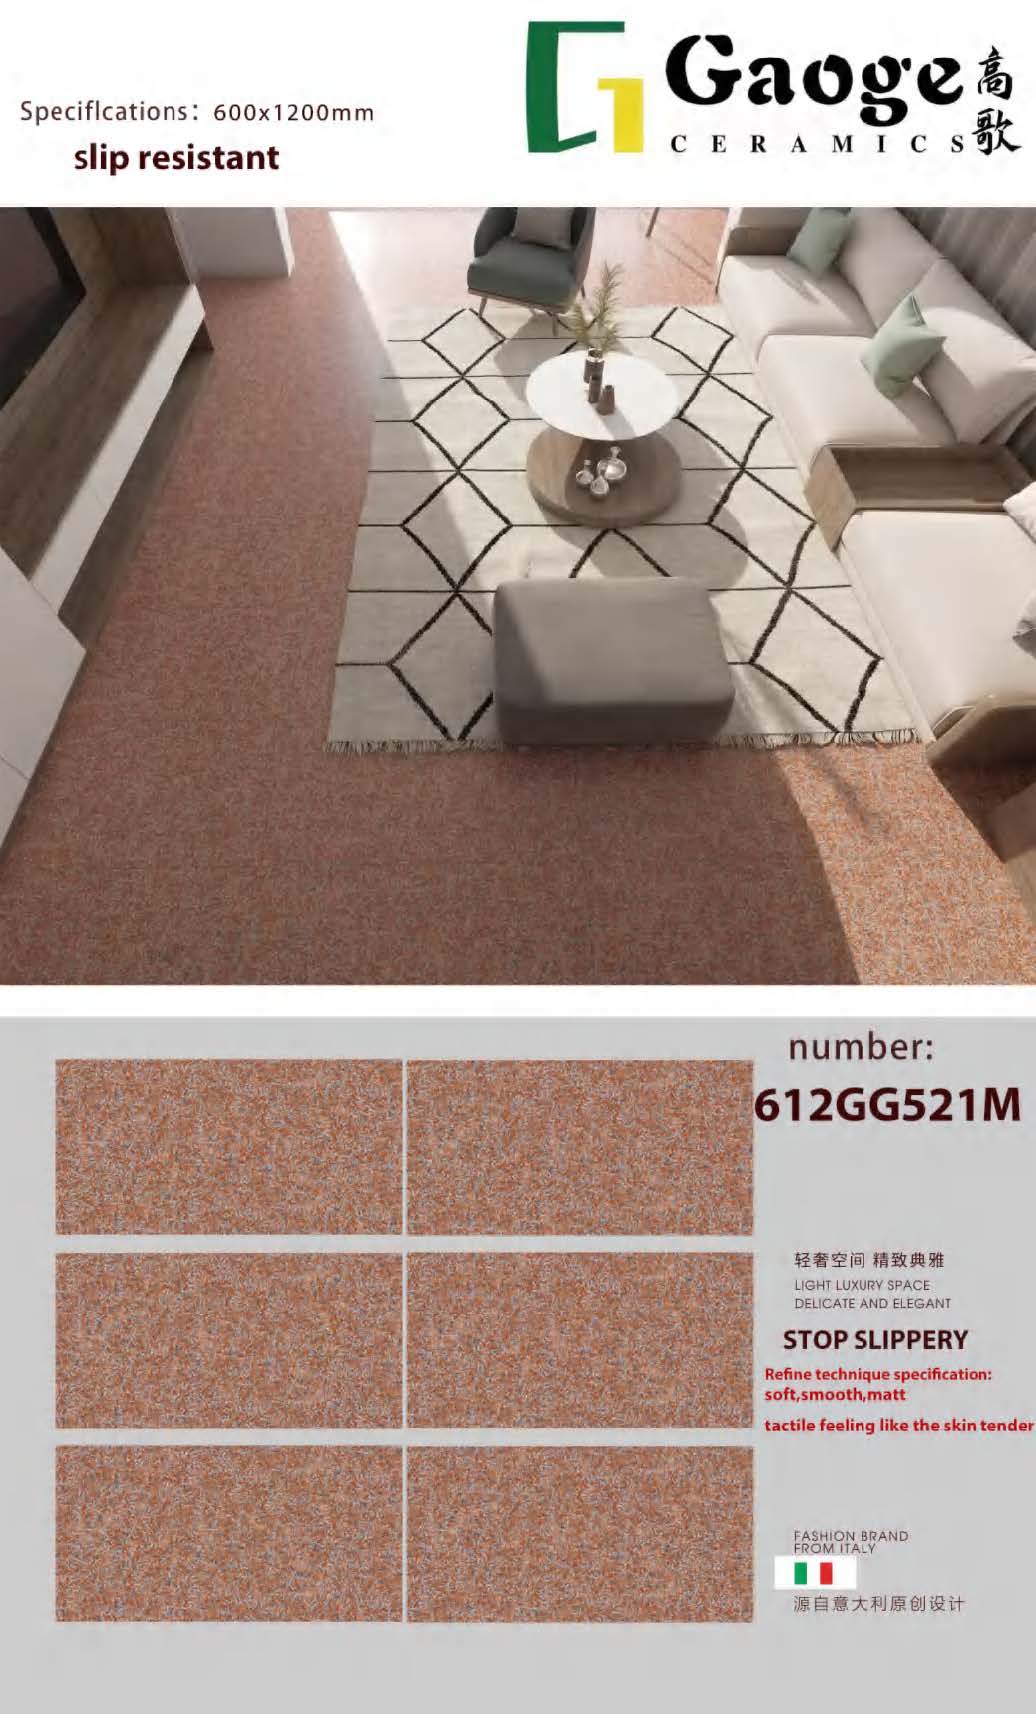 Speciflcations：600x1200mm
slip resistant
Gaoge
CERAMICS
高歌
number:
612GG521M
轻奢空间 精致典雅
LIGHT LUXURY SPACE
DELICATE AND ELEGANT
STOP SLIPPERY
Refine technique specification:
soft,smooth,matt
tactile feeling like the skin tender
FASHION BRAND
FROM ITALY
源自意大利原创设计